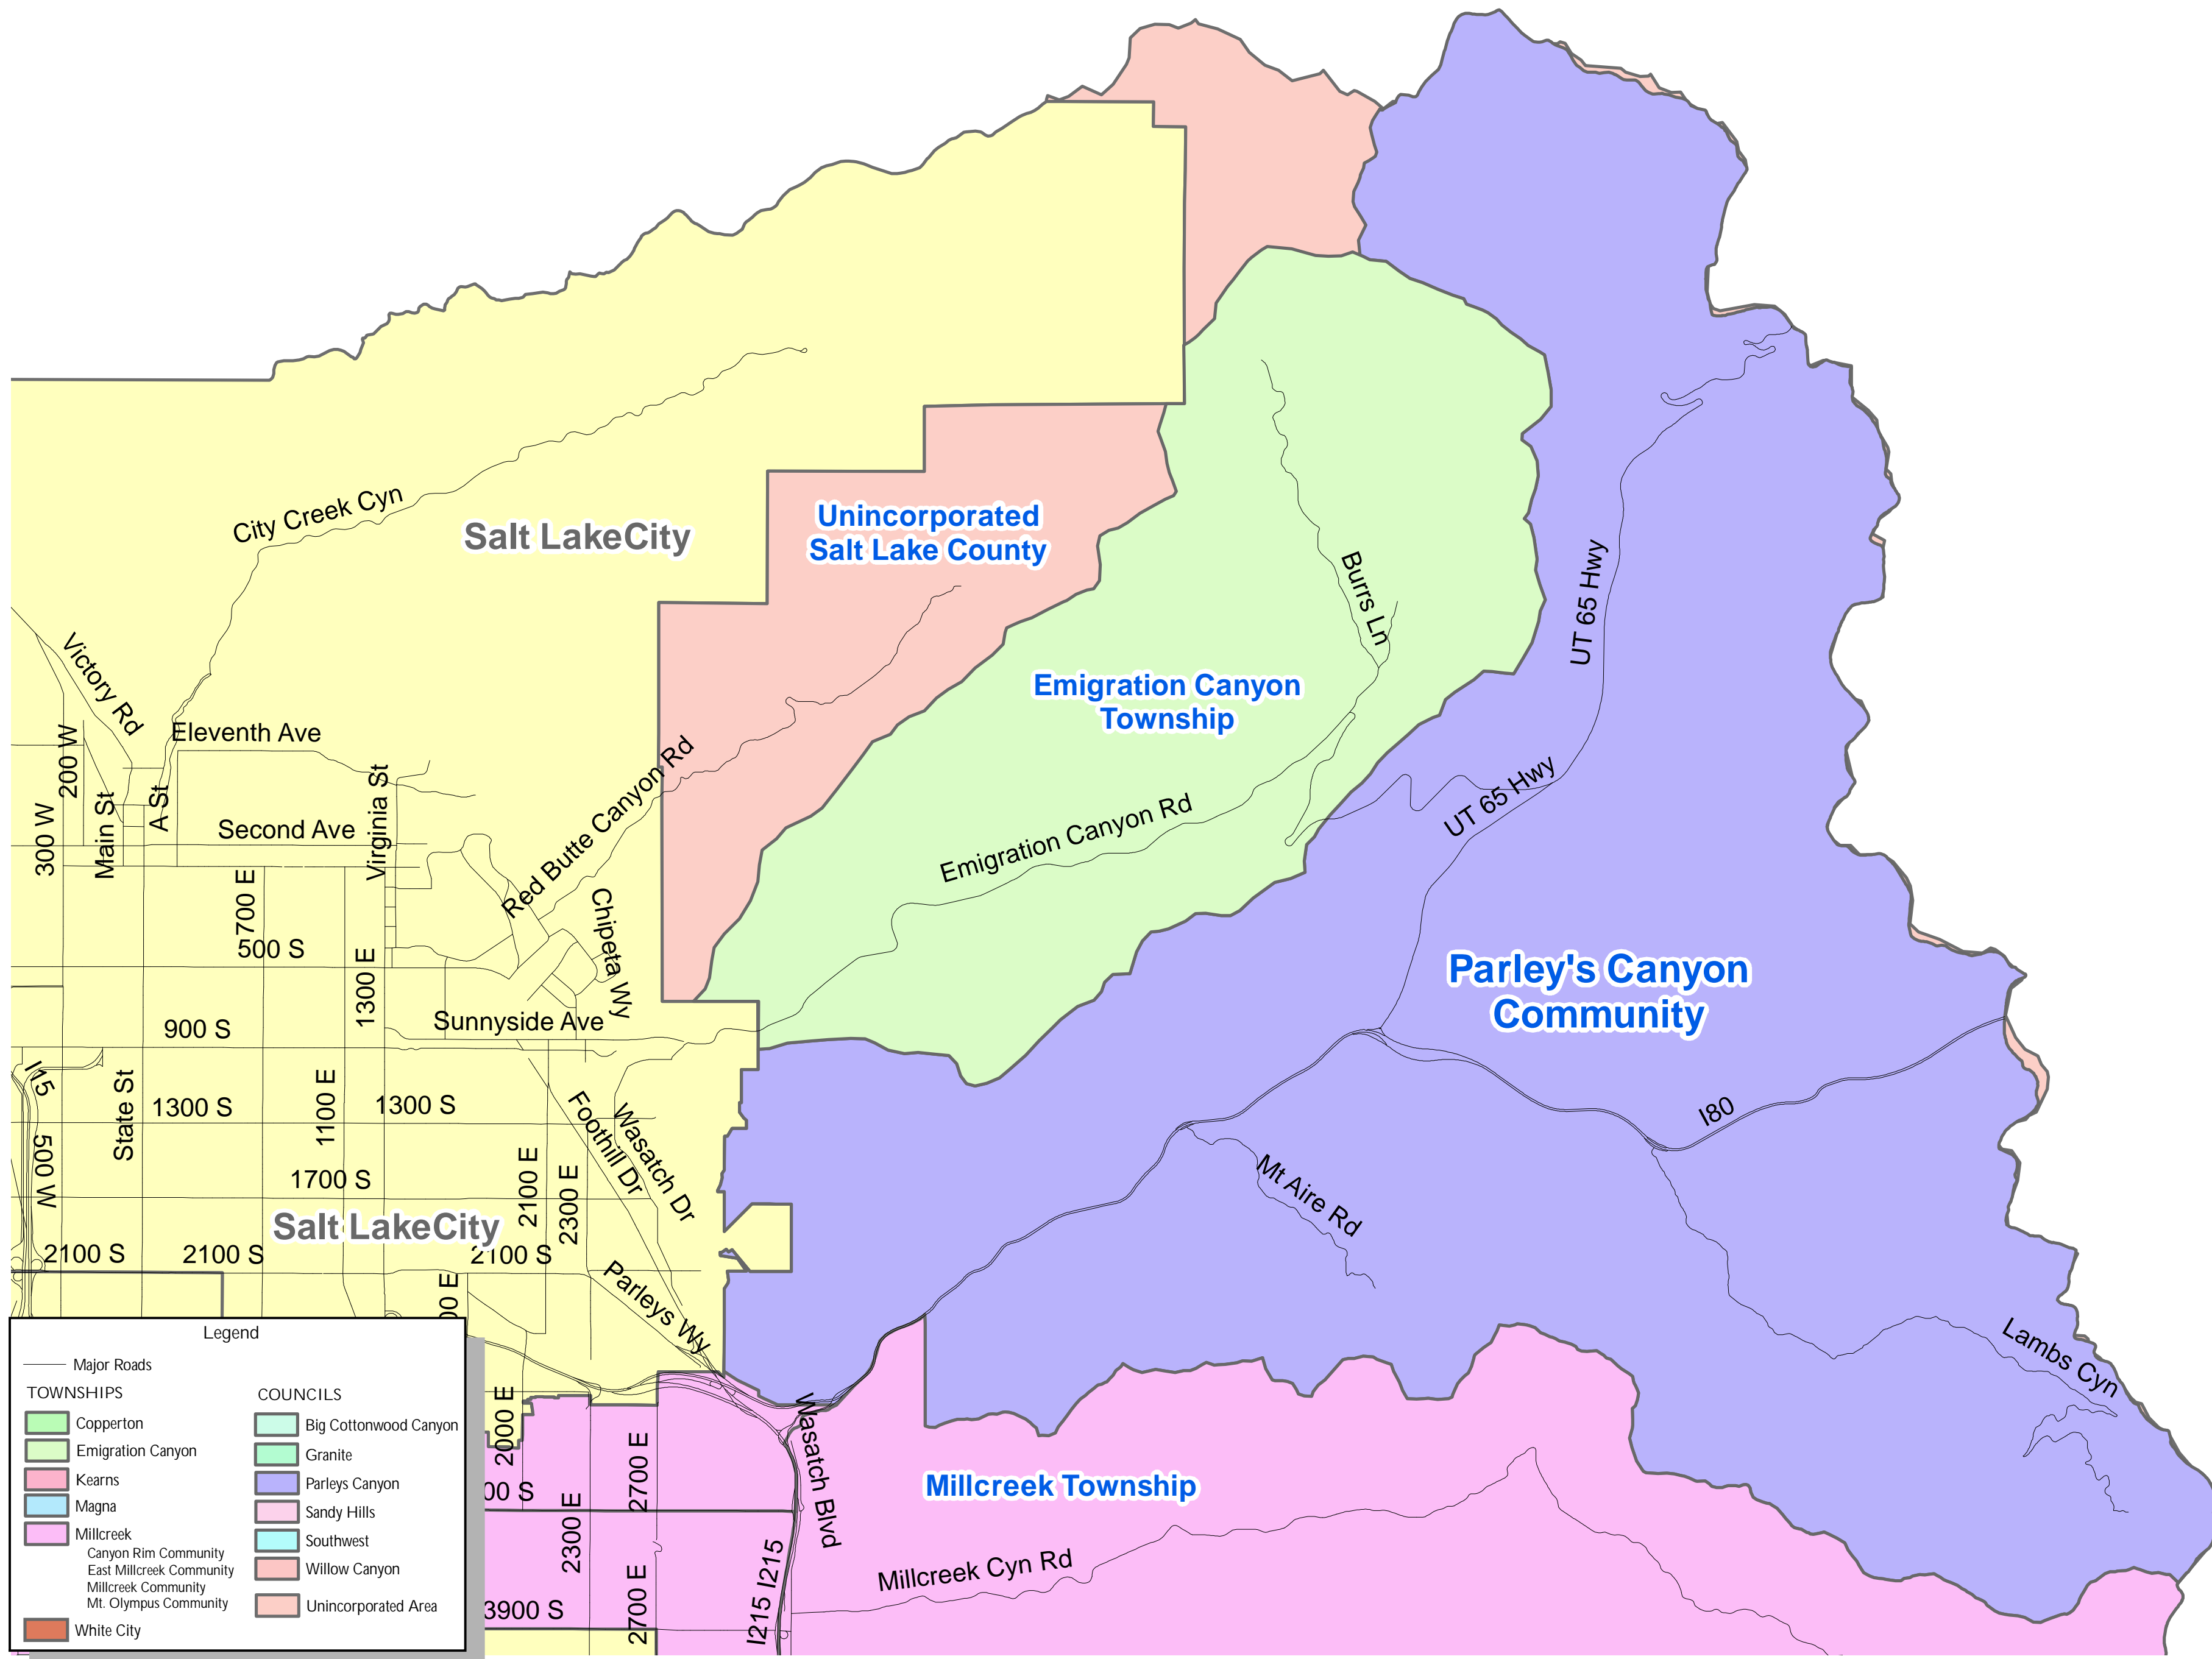 City Creek Cyn
Salt LakeCity
Unincorporated
Salt Lake County
Burrs Ln
UT 65 Hwy
Emigration Canyon
Township
Victory Rd
Eleventh Ave
200 W
300 W
Main St
A St
Virginia St
Second Ave
Red Butte Canyon Rd
Emigration Canyon Rd
UT 65 Hwy
700 E
500 S
1300 E
Chipeta Wy
Parley's Canyon
Community
900 S
Sunnyside Ave
I15
State St
1300 S
1100 E
1300 S
Foothill Dr
Wasatch Dr
I80
500 W
1700 S
2100 E
2300 E
Mt Aire Rd
Salt LakeCity
2100 S
2100 S
2100 S
Parleys Wy
00 E
Lambs Cyn
Wasatch Blvd
2000 E
2700 E
00 S
2300 E
Millcreek Township
Millcreek Cyn Rd
3900 S
2700 E
I215
I215
Legend
Major Roads
TOWNSHIPS
Copperton
Emigration Canyon
Kearns
Magna
Millcreek
Canyon Rim Community
East Millcreek Community
Millcreek Community
Mt. Olympus Community
White City
COUNCILS
Big Cottonwood Canyon
Granite
Parleys Canyon
Sandy Hills
Southwest
Willow Canyon
Unincorporated Area